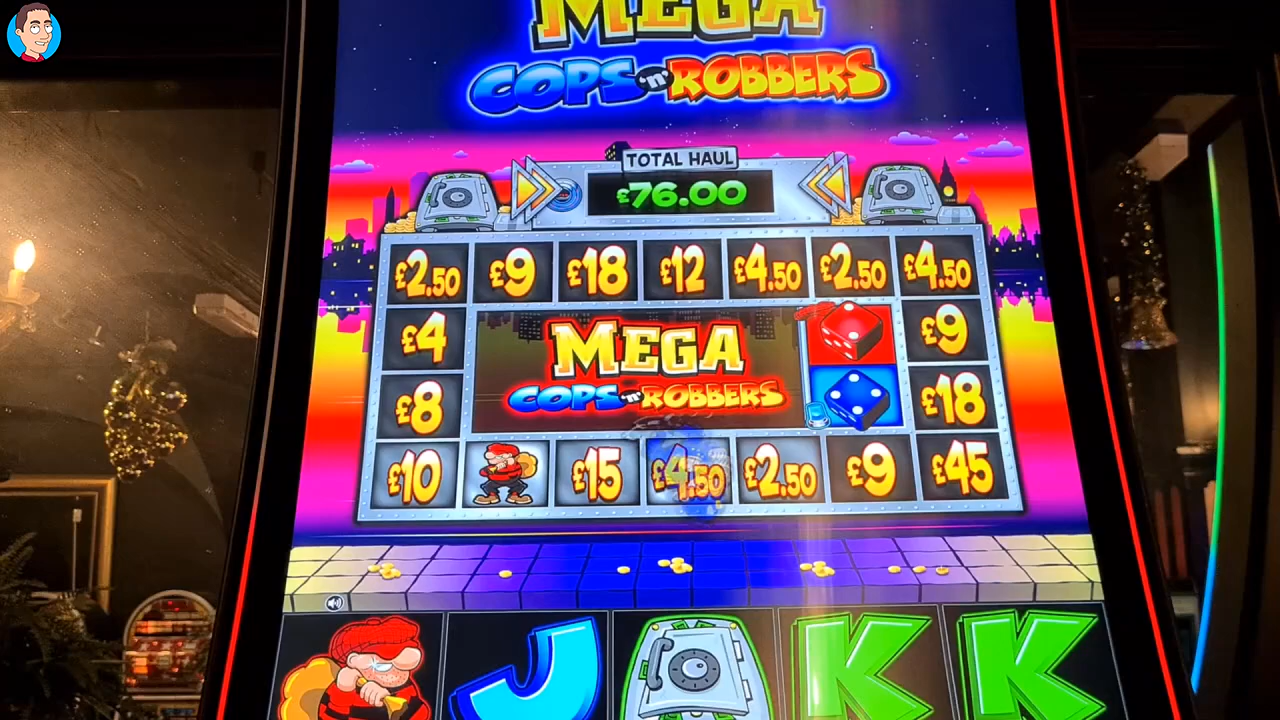 MEGA
COPS 'n' ROBBERS
TOTAL HAUL
£76.00
£2.50 £9 £18 £12 £4.50 £2.50 £4.50
£4 £9
MEGA
COPS 'n' ROBBERS
£8 £18
£10 £15 £4.50 £2.50 £9 £45
J K K